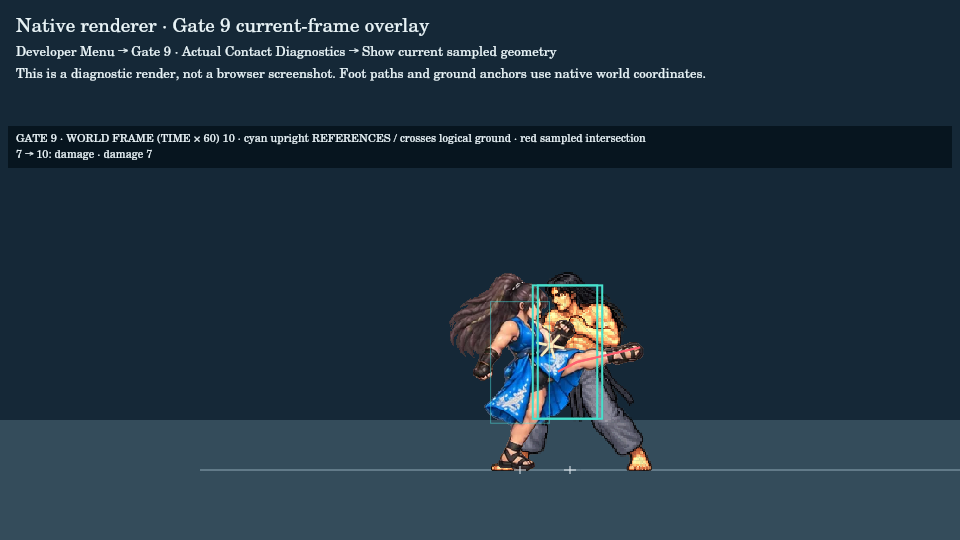 Native renderer · Gate 9 current-frame overlay
Developer Menu → Gate 9 · Actual Contact Diagnostics → Show current sampled geometry
This is a diagnostic render, not a browser screenshot. Foot paths and ground anchors use native world coordinates.
GATE 9 · WORLD FRAME (TIME × 60) 10 · cyan upright REFERENCES / crosses logical ground · red sampled intersection
7 → 10: damage · damage 7